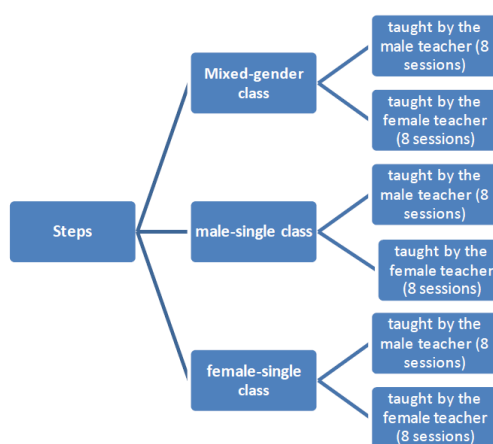 Steps
Mixed-gender
class
taught by the
male teacher (8
sessions)
taught by the
female teacher
(8 sessions)
male-single class
taught by the
male teacher (8
sessions)
taught by the
female teacher
(8 sessions)
female-single
class
taught by the
male teacher (8
sessions)
taught by the
female teacher
(8 sessions)